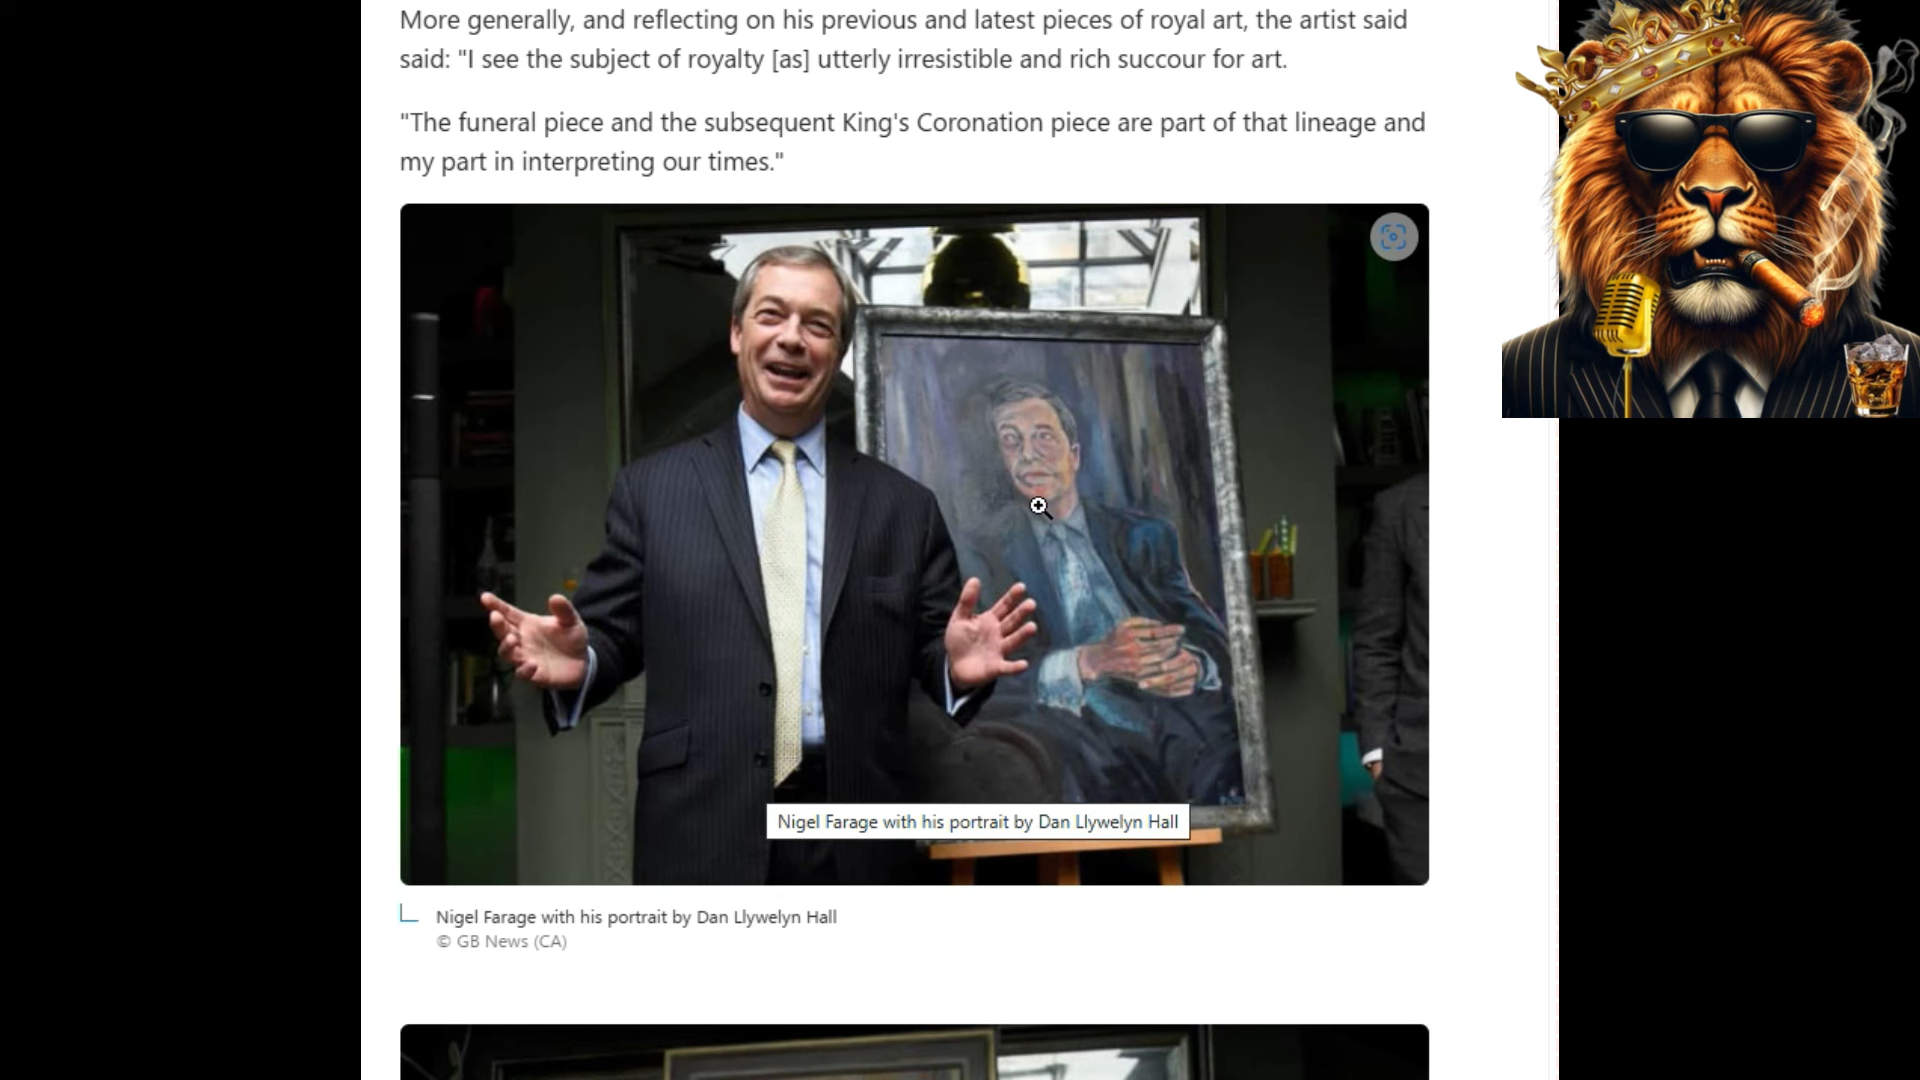 More generally, and reflecting on his previous and latest pieces of royal art, the artist said
said: "I see the subject of royalty [as] utterly irresistible and rich succour for art.
"The funeral piece and the subsequent King's Coronation piece are part of that lineage and
my part in interpreting our times."
Nigel Farage with his portrait by Dan Llywelyn Hall
Nigel Farage with his portrait by Dan Llywelyn Hall
© GB News (CA)